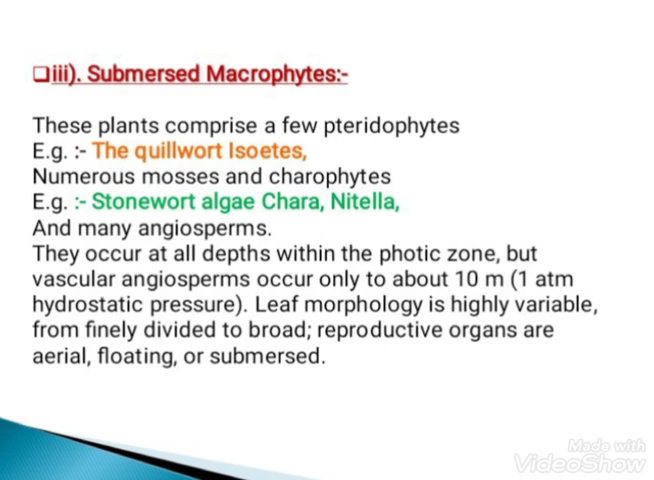 ❑iii). Submersed Macrophytes:-
These plants comprise a few pteridophytes
E.g. :- The quillwort Isoetes,
Numerous mosses and charophytes
E.g. :- Stonewort algae Chara, Nitella,
And many angiosperms.
They occur at all depths within the photic zone, but
vascular angiosperms occur only to about 10 m (1 atm
hydrostatic pressure). Leaf morphology is highly variable,
from finely divided to broad; reproductive organs are
aerial, floating, or submersed.
Made with
VideoShow